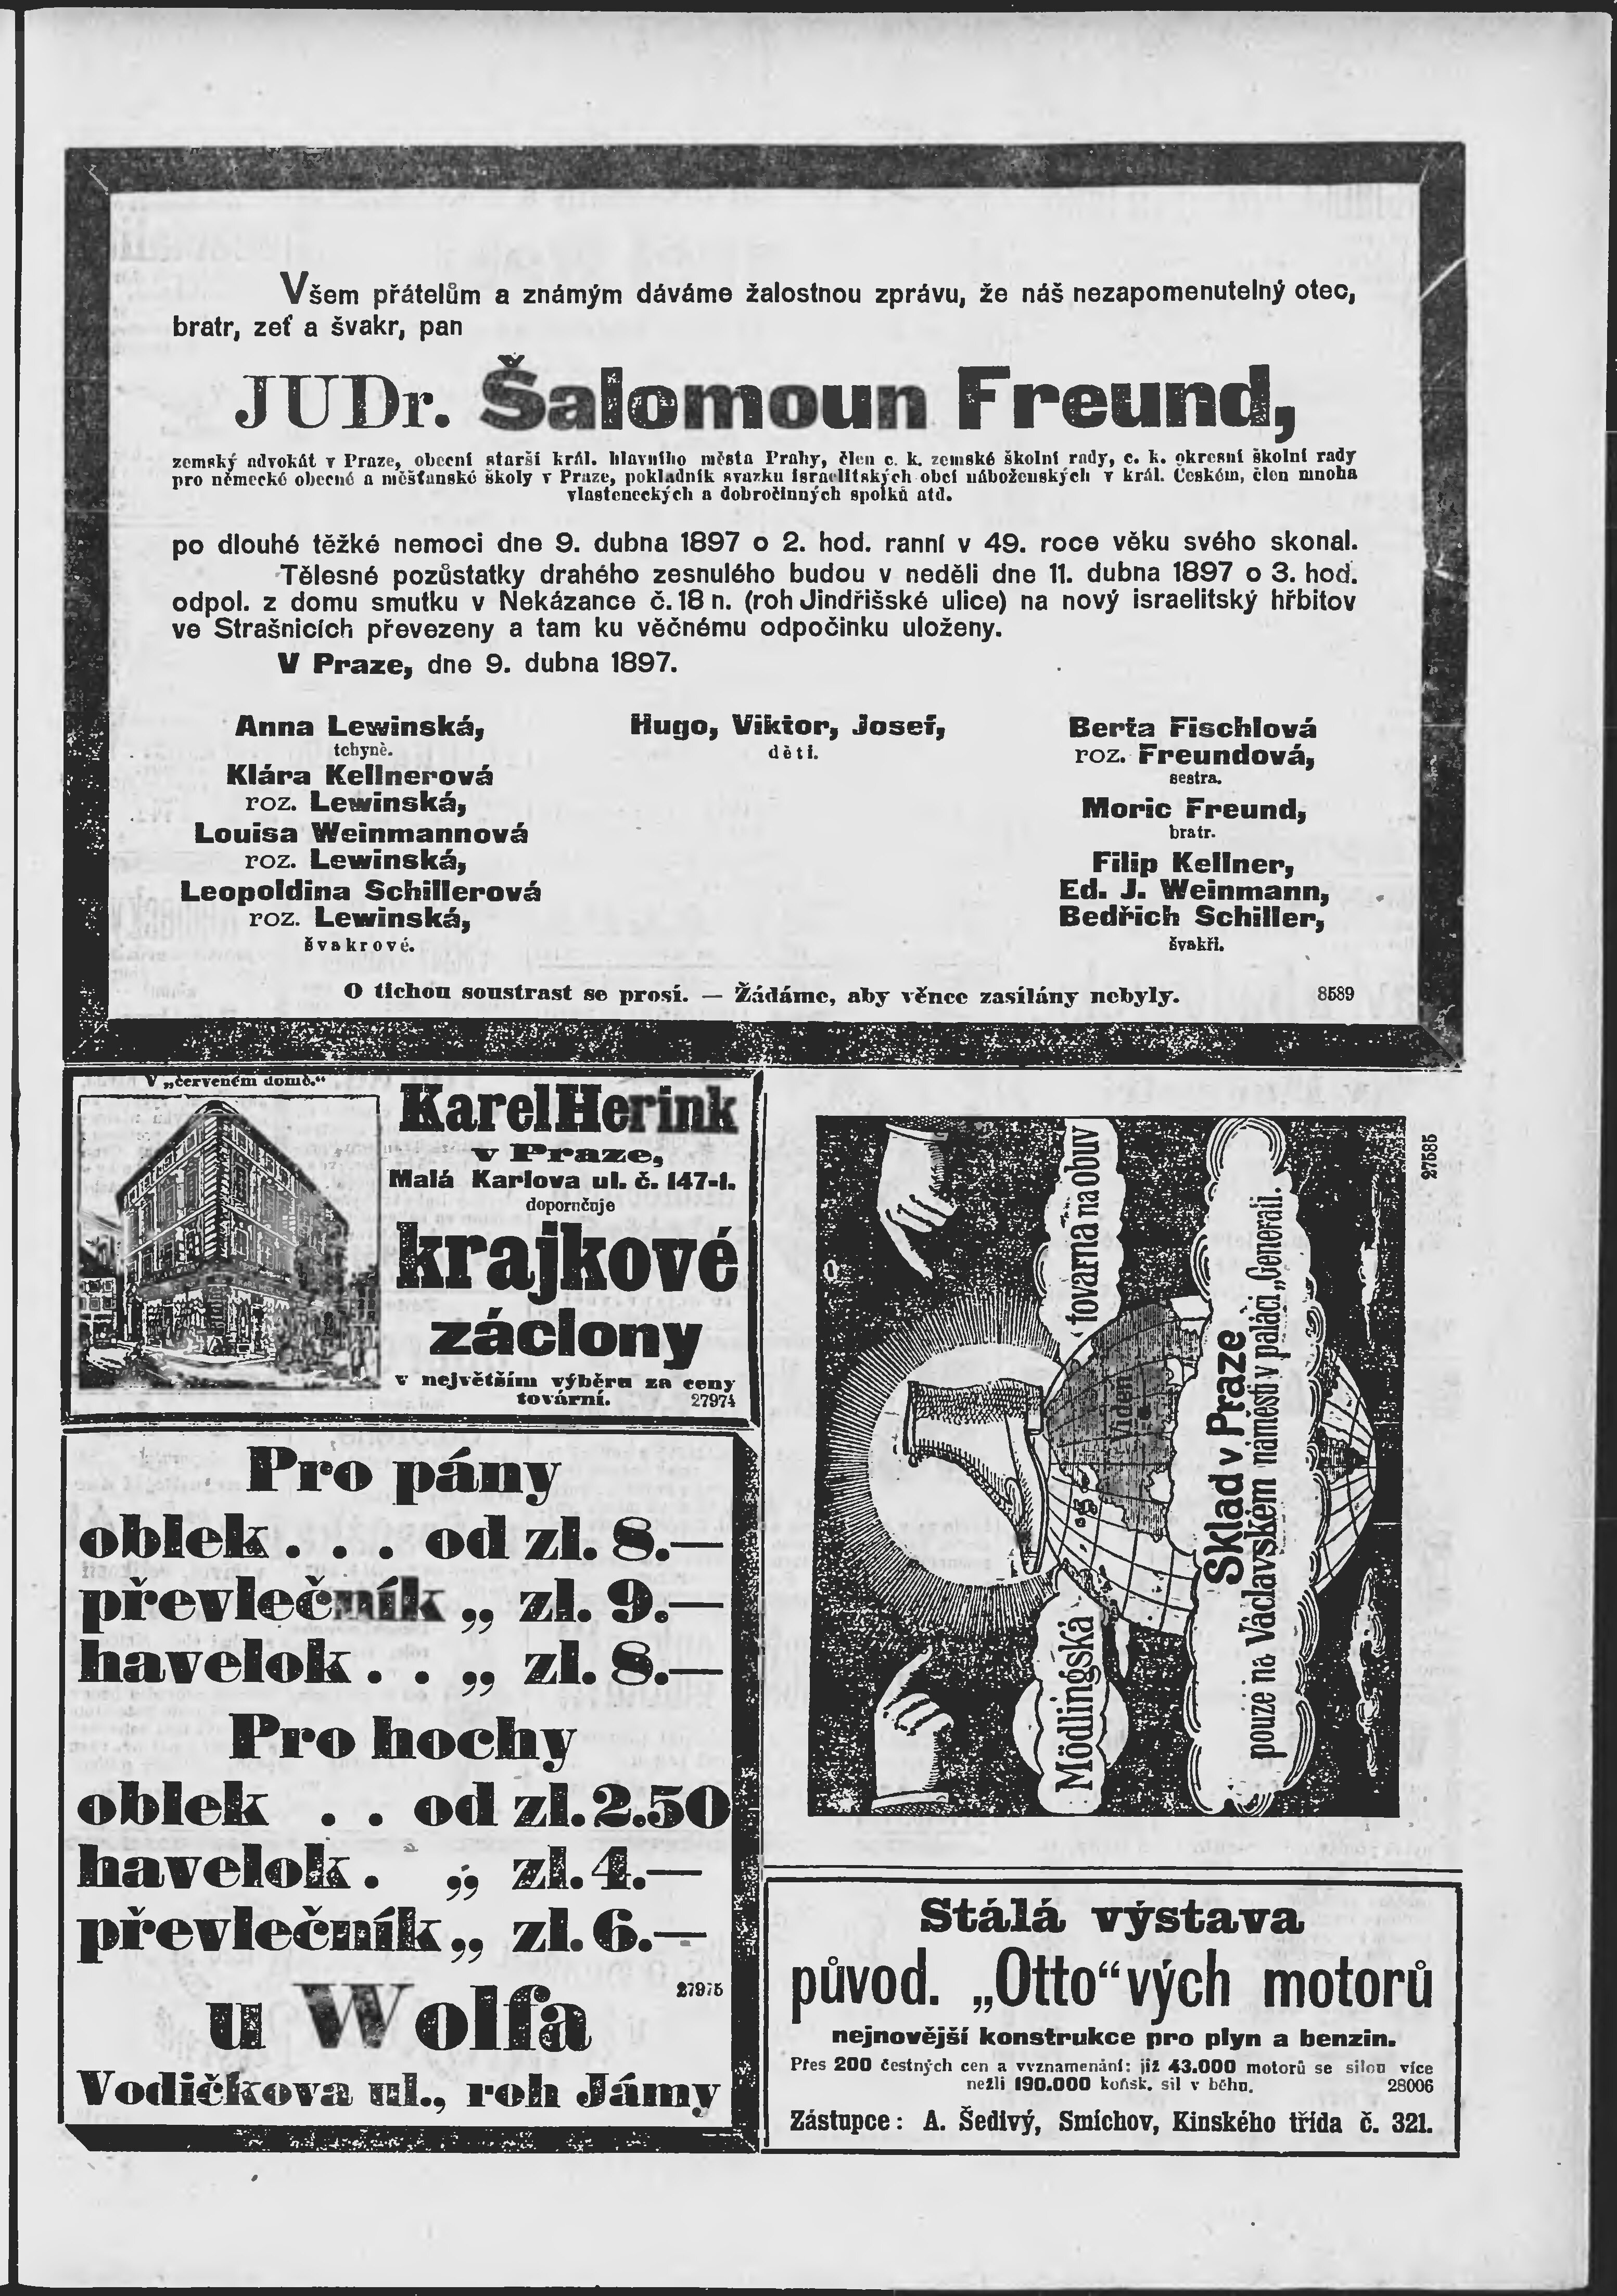 Všem přátelům a známým dáváme žalostnou zprávu, že náš nezapomenutelný otec,
bratr, zeť a švakr, pan
JUDr. Šalomoun Freund,
zemský advokát v Praze, obecní starší král. hlavního města Prahy, člen c. k. zemské školní rady, c. k. okresní školní rady
pro německé obecné a měšťanské školy v Praze, pokladník svazku israelitských obcí náboženských v král. Českém, člen mnoha
vlasteneckých a dobročinných spolků atd.
po dlouhé těžké nemoci dne 9. dubna 1897 o 2. hod. ranní v 49. roce věku svého skonal.
Tělesné pozůstatky drahého zesnulého budou v neděli dne 11. dubna 1897 o 3. hod.
odpol. z domu smutku v Nekázance č. 18 n. (roh Jindřišské ulice) na nový israelitský hřbitov
ve Strašnicích převezeny a tam ku věčnému odpočinku uloženy.
V Praze, dne 9. dubna 1897.
Anna Lewinská,
tchyně.
Klára Kellnerová
roz. Lewinská,
Louisa Weinmannová
roz. Lewinská,
Leopoldina Schillerová
roz. Lewinská,
švakrové.
Hugo, Viktor, Josef,
děti.
Berta Fischlová
roz. Freundová,
sestra.
Moric Freund,
bratr.
Filip Kellner,
Ed. J. Weinmann,
Bedřich Schiller,
švakři.
O tichou soustrast se prosí. — Žádáme, aby věnce zasílány nebyly. 8589
V „červeném domě.“
Karel Herink
v Praze,
Malá Karlova ul. č. 147-I.
doporučuje
krajkové
záclony
v největším výběru za ceny
tovární. 27974
Pro pány
oblek . . . od zl. 8.—
převlečník „ zl. 9.—
havelok . . „ zl. 8.—
Pro hochy
oblek . . od zl. 2.50
havelok . „ zl. 4.—
převlečník „ zl. 6.—
u Wolfa 27975
Vodičkova ul., roh Jámy
Mödlingská továrna na obuv
Vídeň
Sklad v Praze
pouze na Václavském náměstí v paláci „Generali.
27585
Stálá výstava
původ. „Otto“vých motorů
nejnovější konstrukce pro plyn a benzin.
Přes 200 čestných cen a vyznamenání: již 43.000 motorů se silou více
nežli 190.000 koňsk. sil v běhu. 28006
Zástupce: A. Šedivý, Smíchov, Kinského třída č. 321.